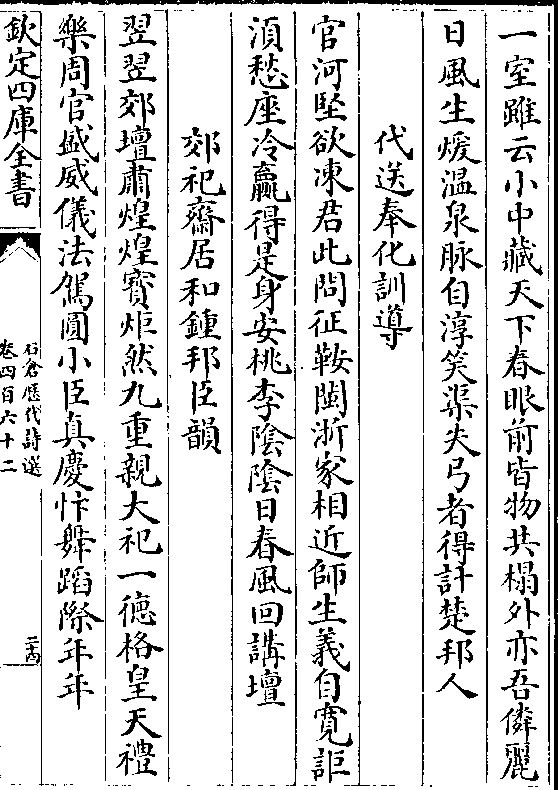 一室雖云小中藏天下春眼前皆物共榻外亦吾憐麗
日風生煖温泉脉自淳笑渠夫弓者得訐楚邦人
代送奉化訓導
官河堅欲凍君此問征鞍閩浙家相近師生義自寛詎
湏愁座冷贏得是身安桃李陰陰日春風回講壇
郊祀齋居和鍾邦臣韻
翌翌郊壇肅煌煌寳炬然九重親大祀一徳格皇天禮
樂周官盛威儀法駕圓小臣真慶忭舞蹈際年年
欽定四庫全書
石倉歴代詩選
卷四百六十二
二十四